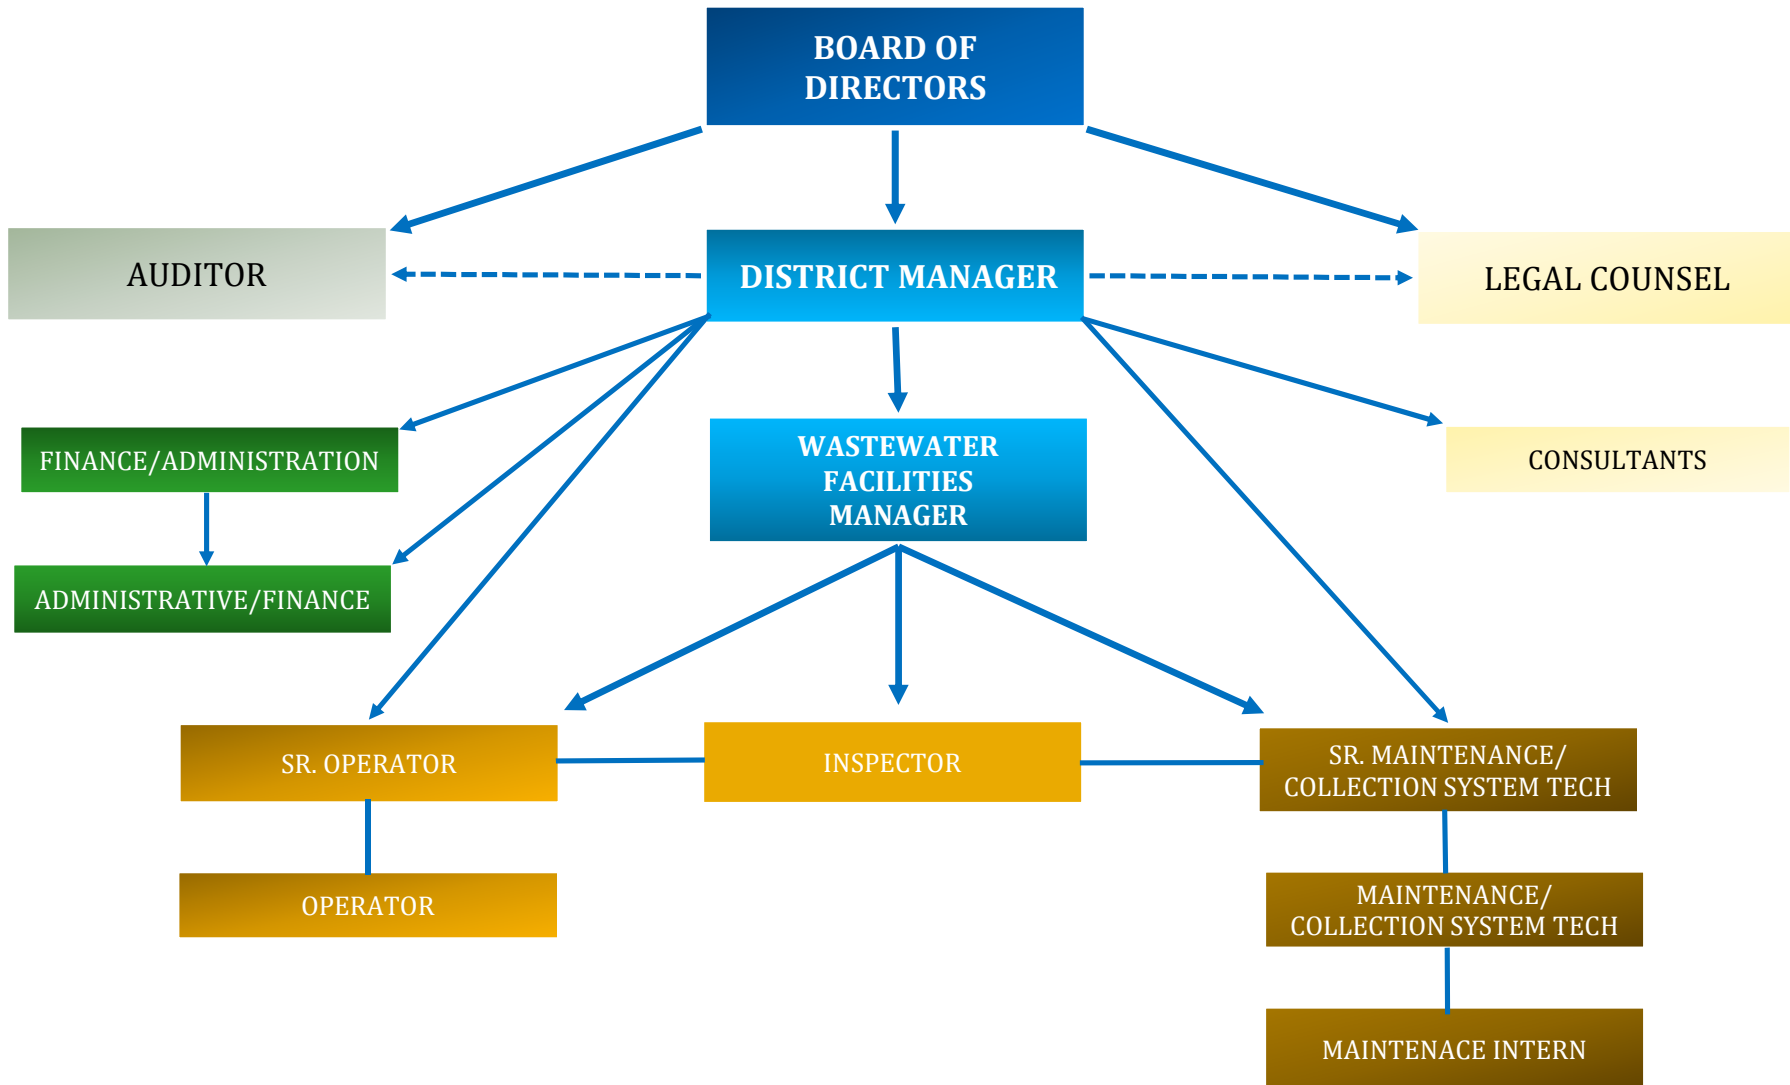 BOARD OF
DIRECTORS
AUDITOR
DISTRICT MANAGER
LEGAL COUNSEL
FINANCE/ADMINISTRATION
WASTEWATER
FACILITIES
MANAGER
CONSULTANTS
ADMINISTRATIVE/FINANCE
SR. OPERATOR
INSPECTOR
SR. MAINTENANCE/
COLLECTION SYSTEM TECH
OPERATOR
MAINTENANCE/
COLLECTION SYSTEM TECH
MAINTENACE INTERN